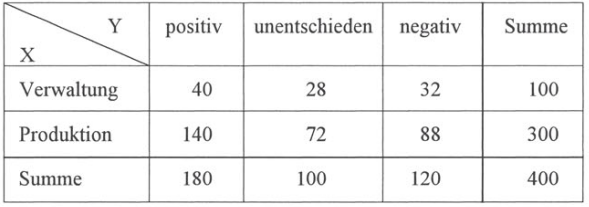 Y positiv unentschieden negativ Summe
X
Verwaltung 40 28 32 100
Produktion 140 72 88 300
Summe 180 100 120 400